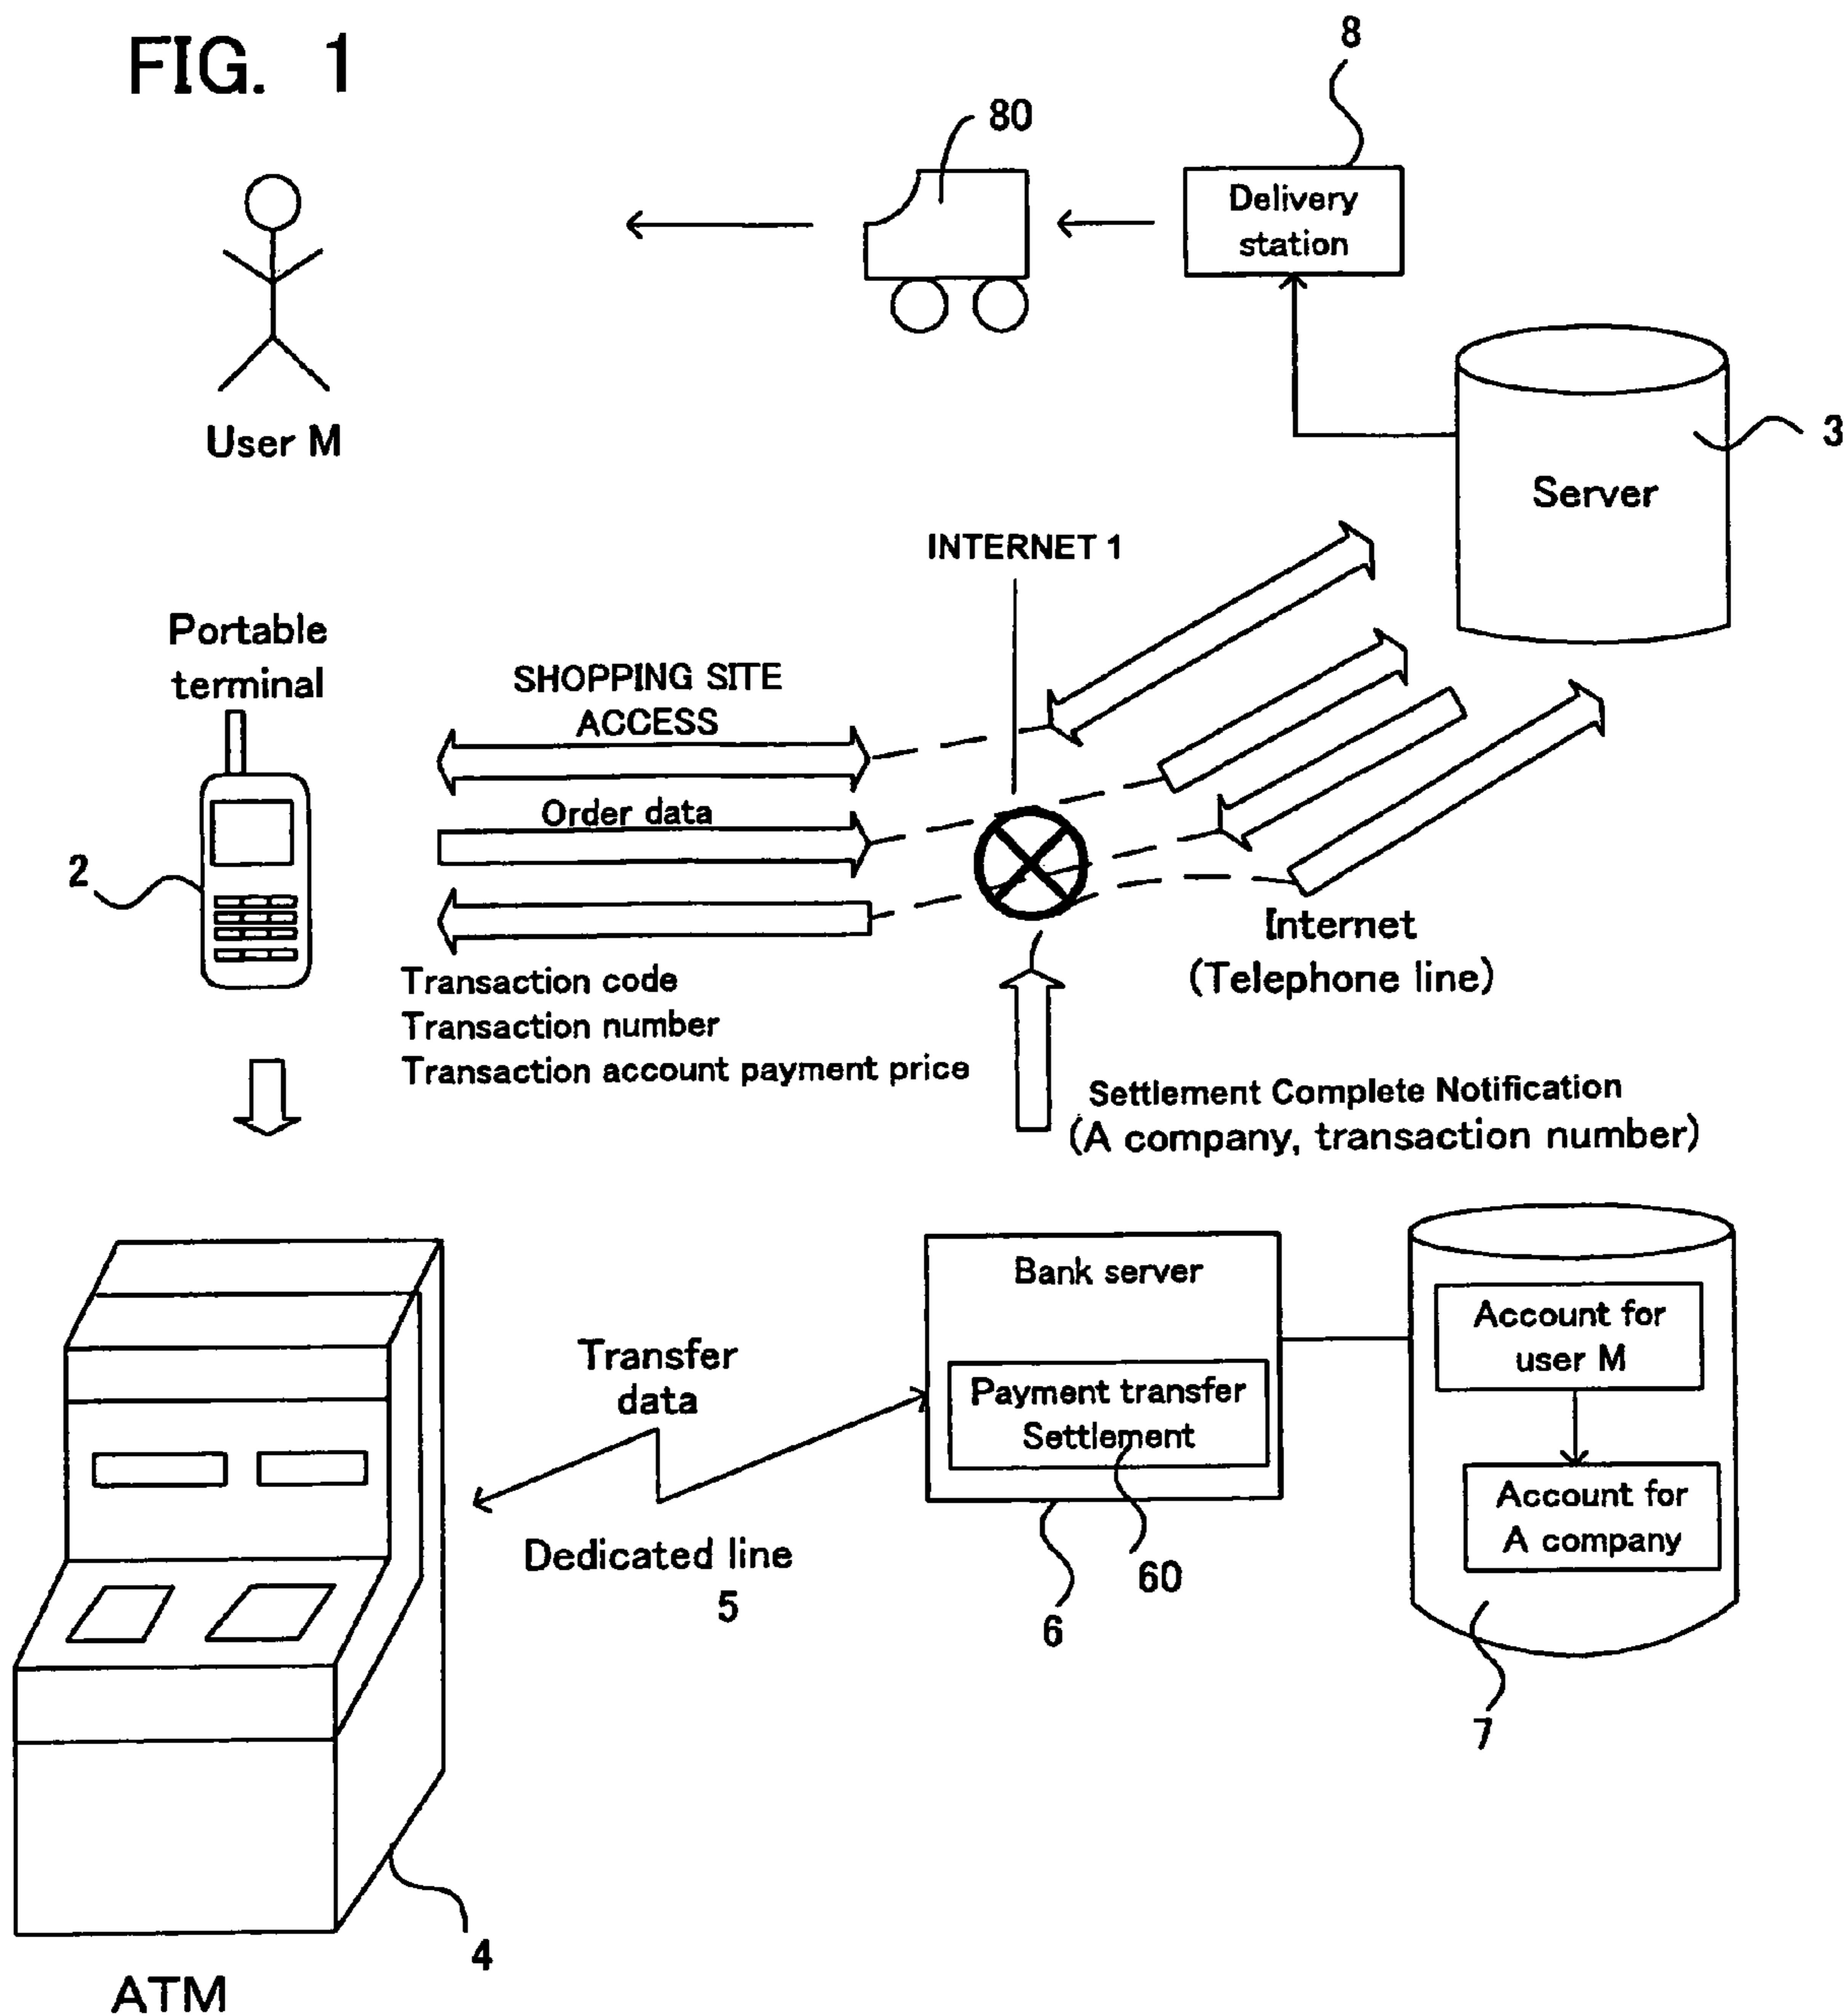 FIG. 1
8
80
Delivery
station
User M
3
Server
INTERNET 1
Portable
terminal
SHOPPING SITE
ACCESS
Order data
2
Internet
(Telephone line)
Transaction code
Transaction number
Transaction account payment price
Settlement Complete Notification
(A company, transaction number)
Bank server
Account for
user M
Transfer
data
Payment transfer
Settlement
Account for
A company
Dedicated line
5
60
6
7
4
ATM